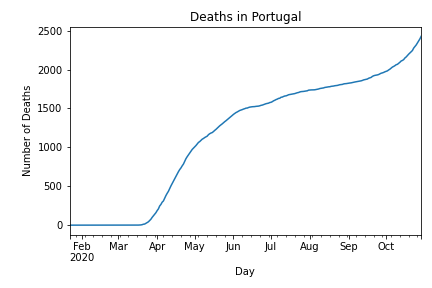 Deaths in Portugal
2500
2000
1500
1000
500
0
Number of Deaths
Feb Mar Apr May Jun Jul Aug Sep Oct
2020
Day